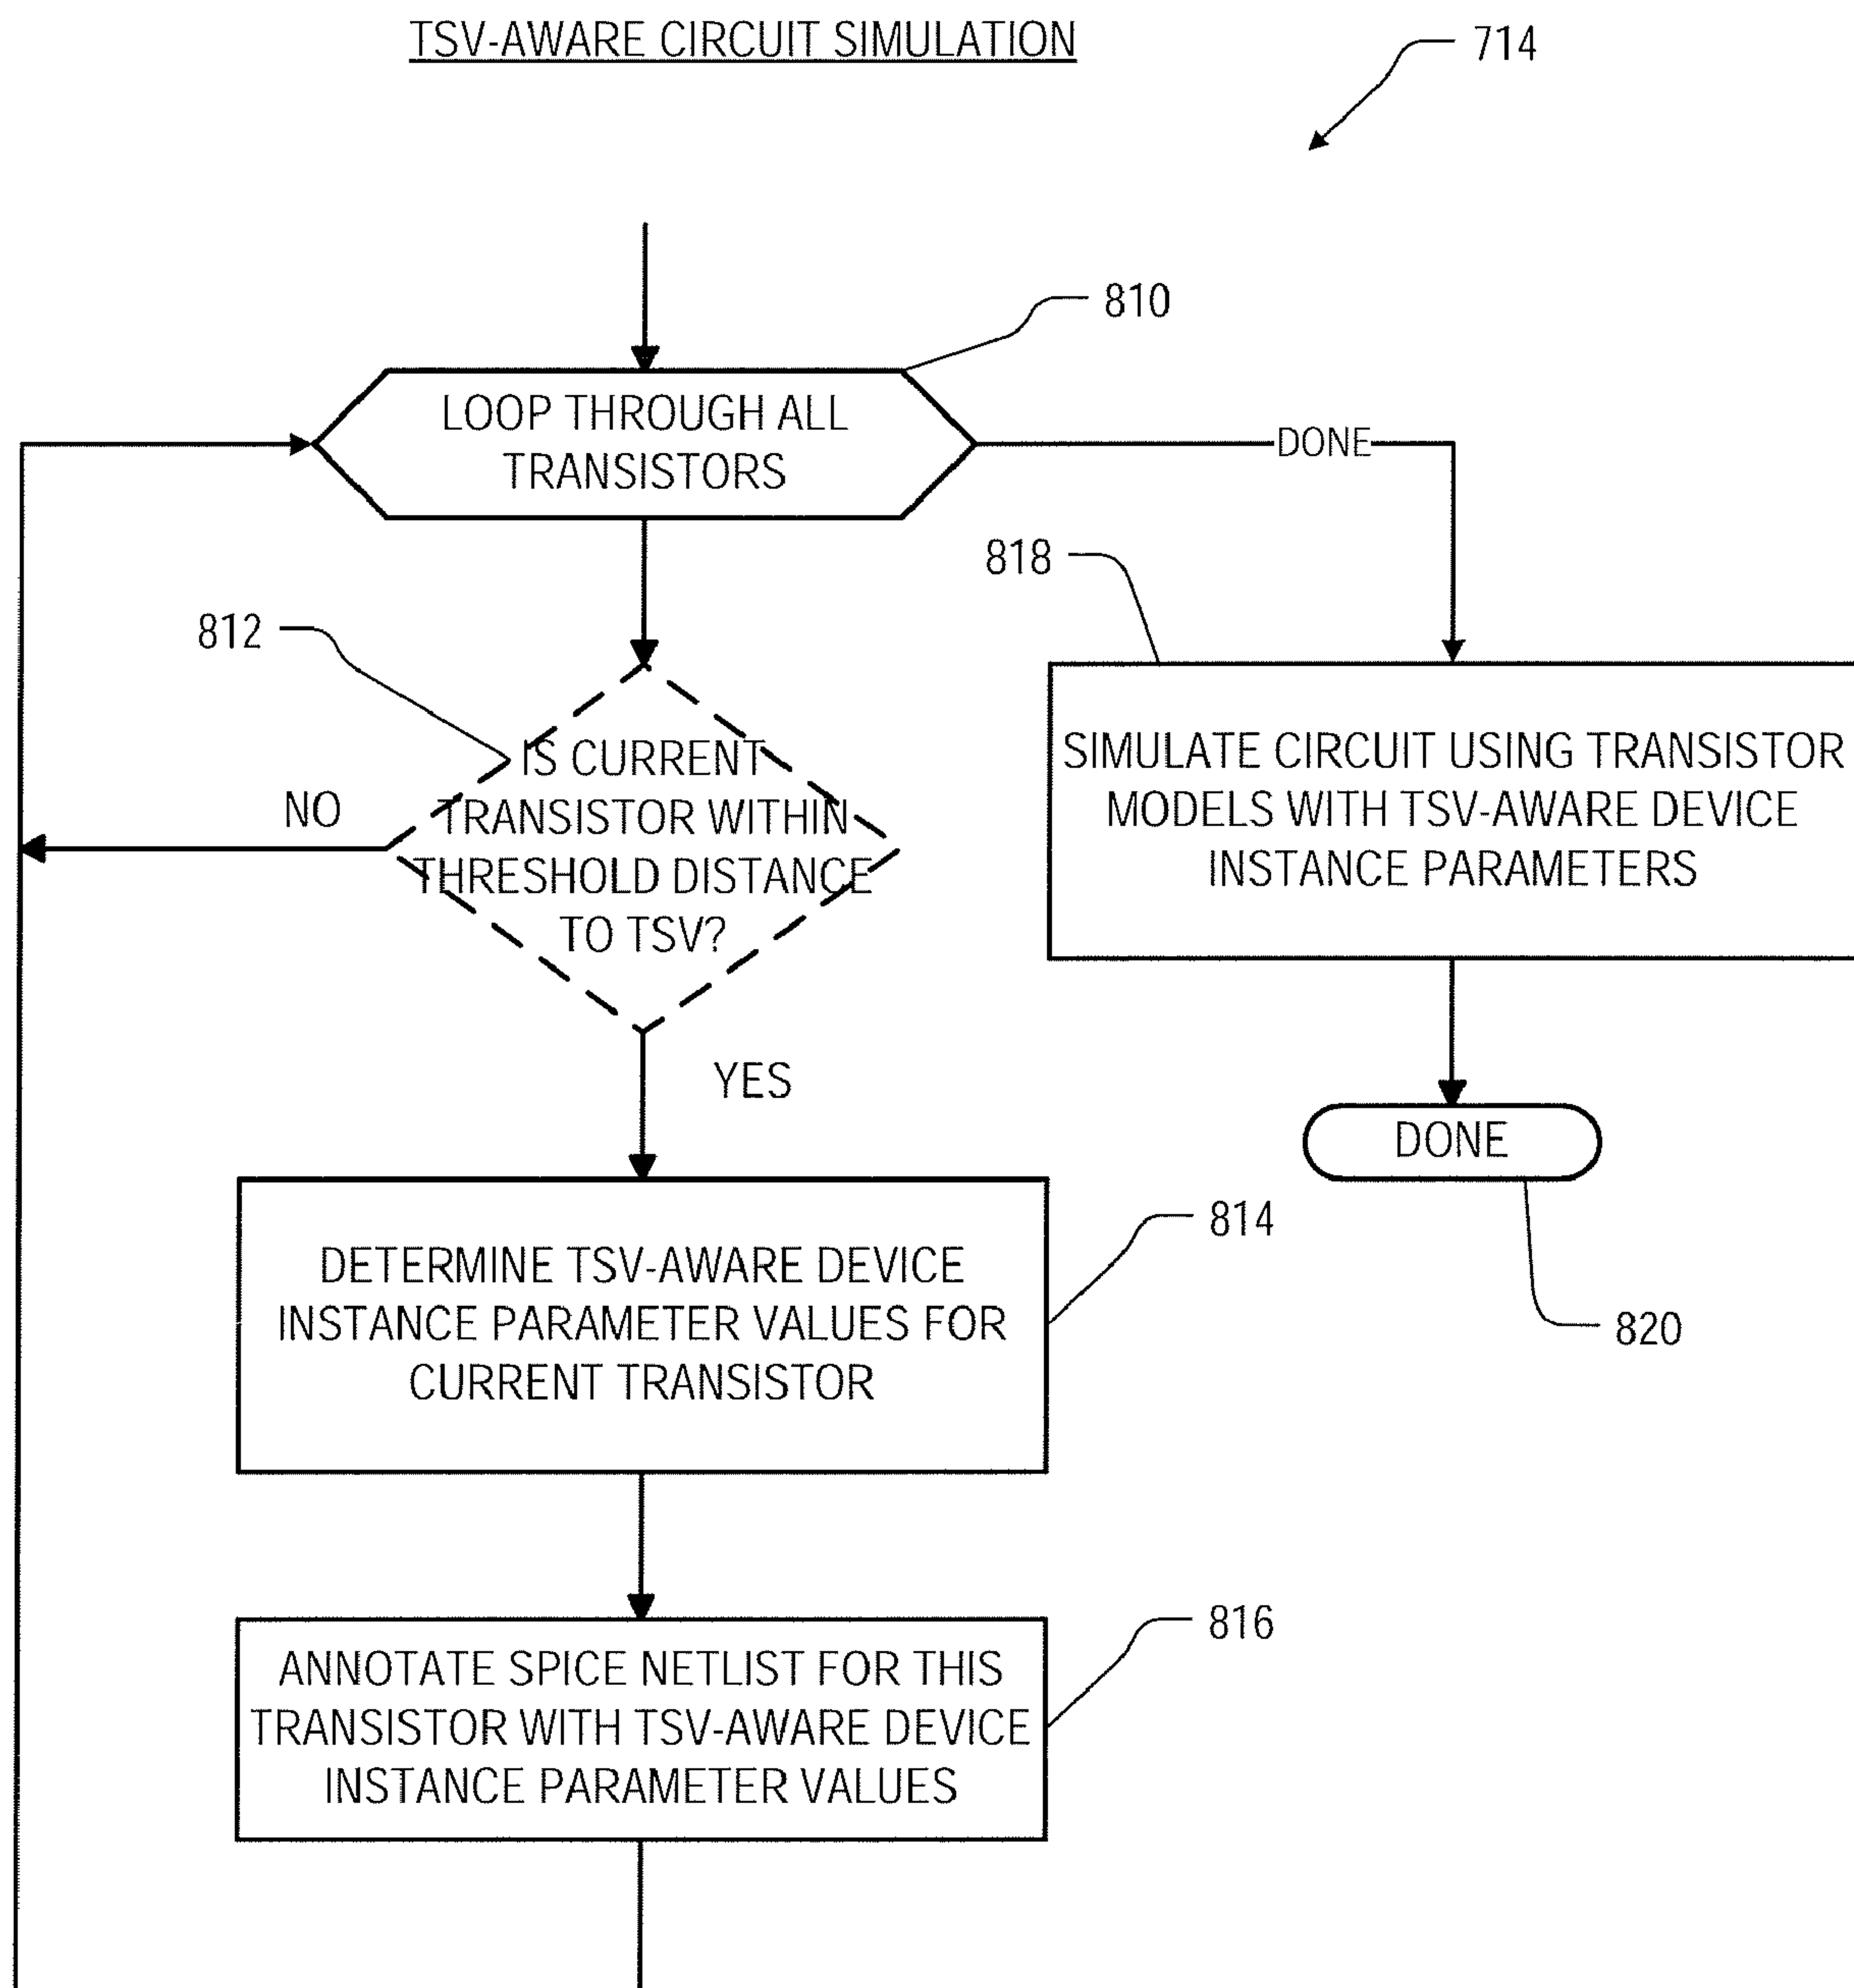 TSV-AWARE CIRCUIT SIMULATION
714
810
LOOP THROUGH ALL
TRANSISTORS
DONE
818
812
IS CURRENT
TRANSISTOR WITHIN
THRESHOLD DISTANCE
TO TSV?
NO
YES
SIMULATE CIRCUIT USING TRANSISTOR
MODELS WITH TSV-AWARE DEVICE
INSTANCE PARAMETERS
DONE
820
814
DETERMINE TSV-AWARE DEVICE
INSTANCE PARAMETER VALUES FOR
CURRENT TRANSISTOR
816
ANNOTATE SPICE NETLIST FOR THIS
TRANSISTOR WITH TSV-AWARE DEVICE
INSTANCE PARAMETER VALUES